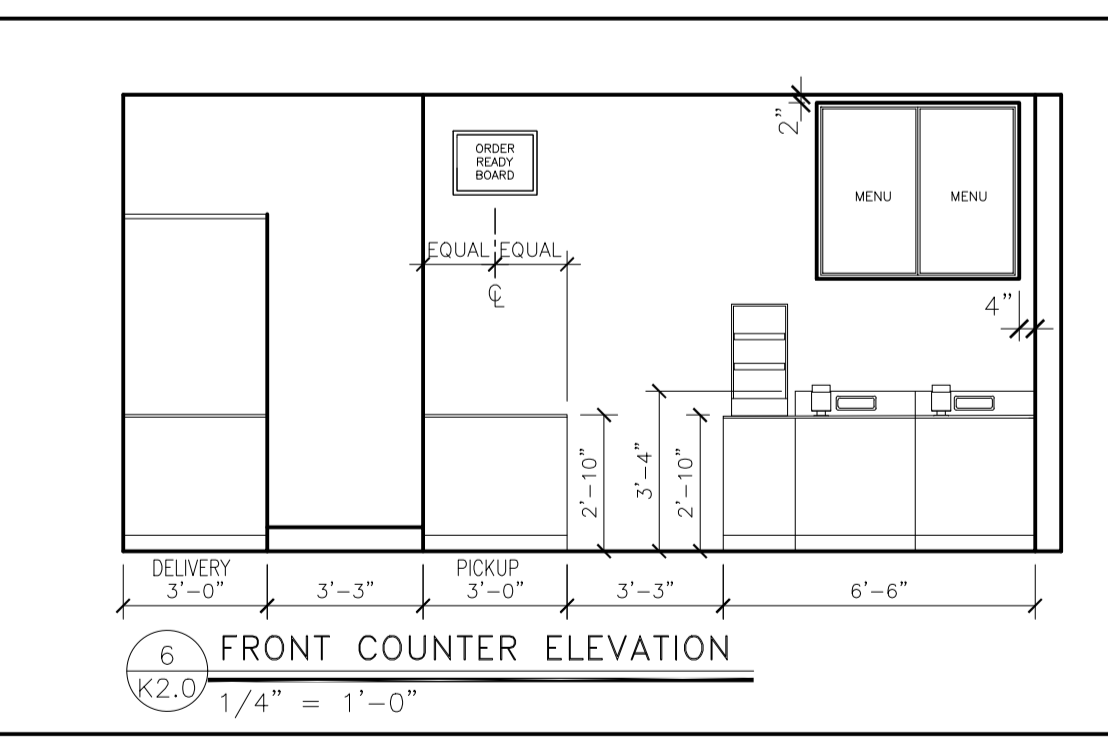 2”
ORDER
READY
BOARD
MENU MENU
EQUAL EQUAL
℄
4”
2’–10” 3’–4” 2’–10”
DELIVERY PICKUP
3’–0” 3’–3” 3’–0” 3’–3” 6’–6”
6 FRONT COUNTER ELEVATION
K2.0 1/4” = 1’–0”